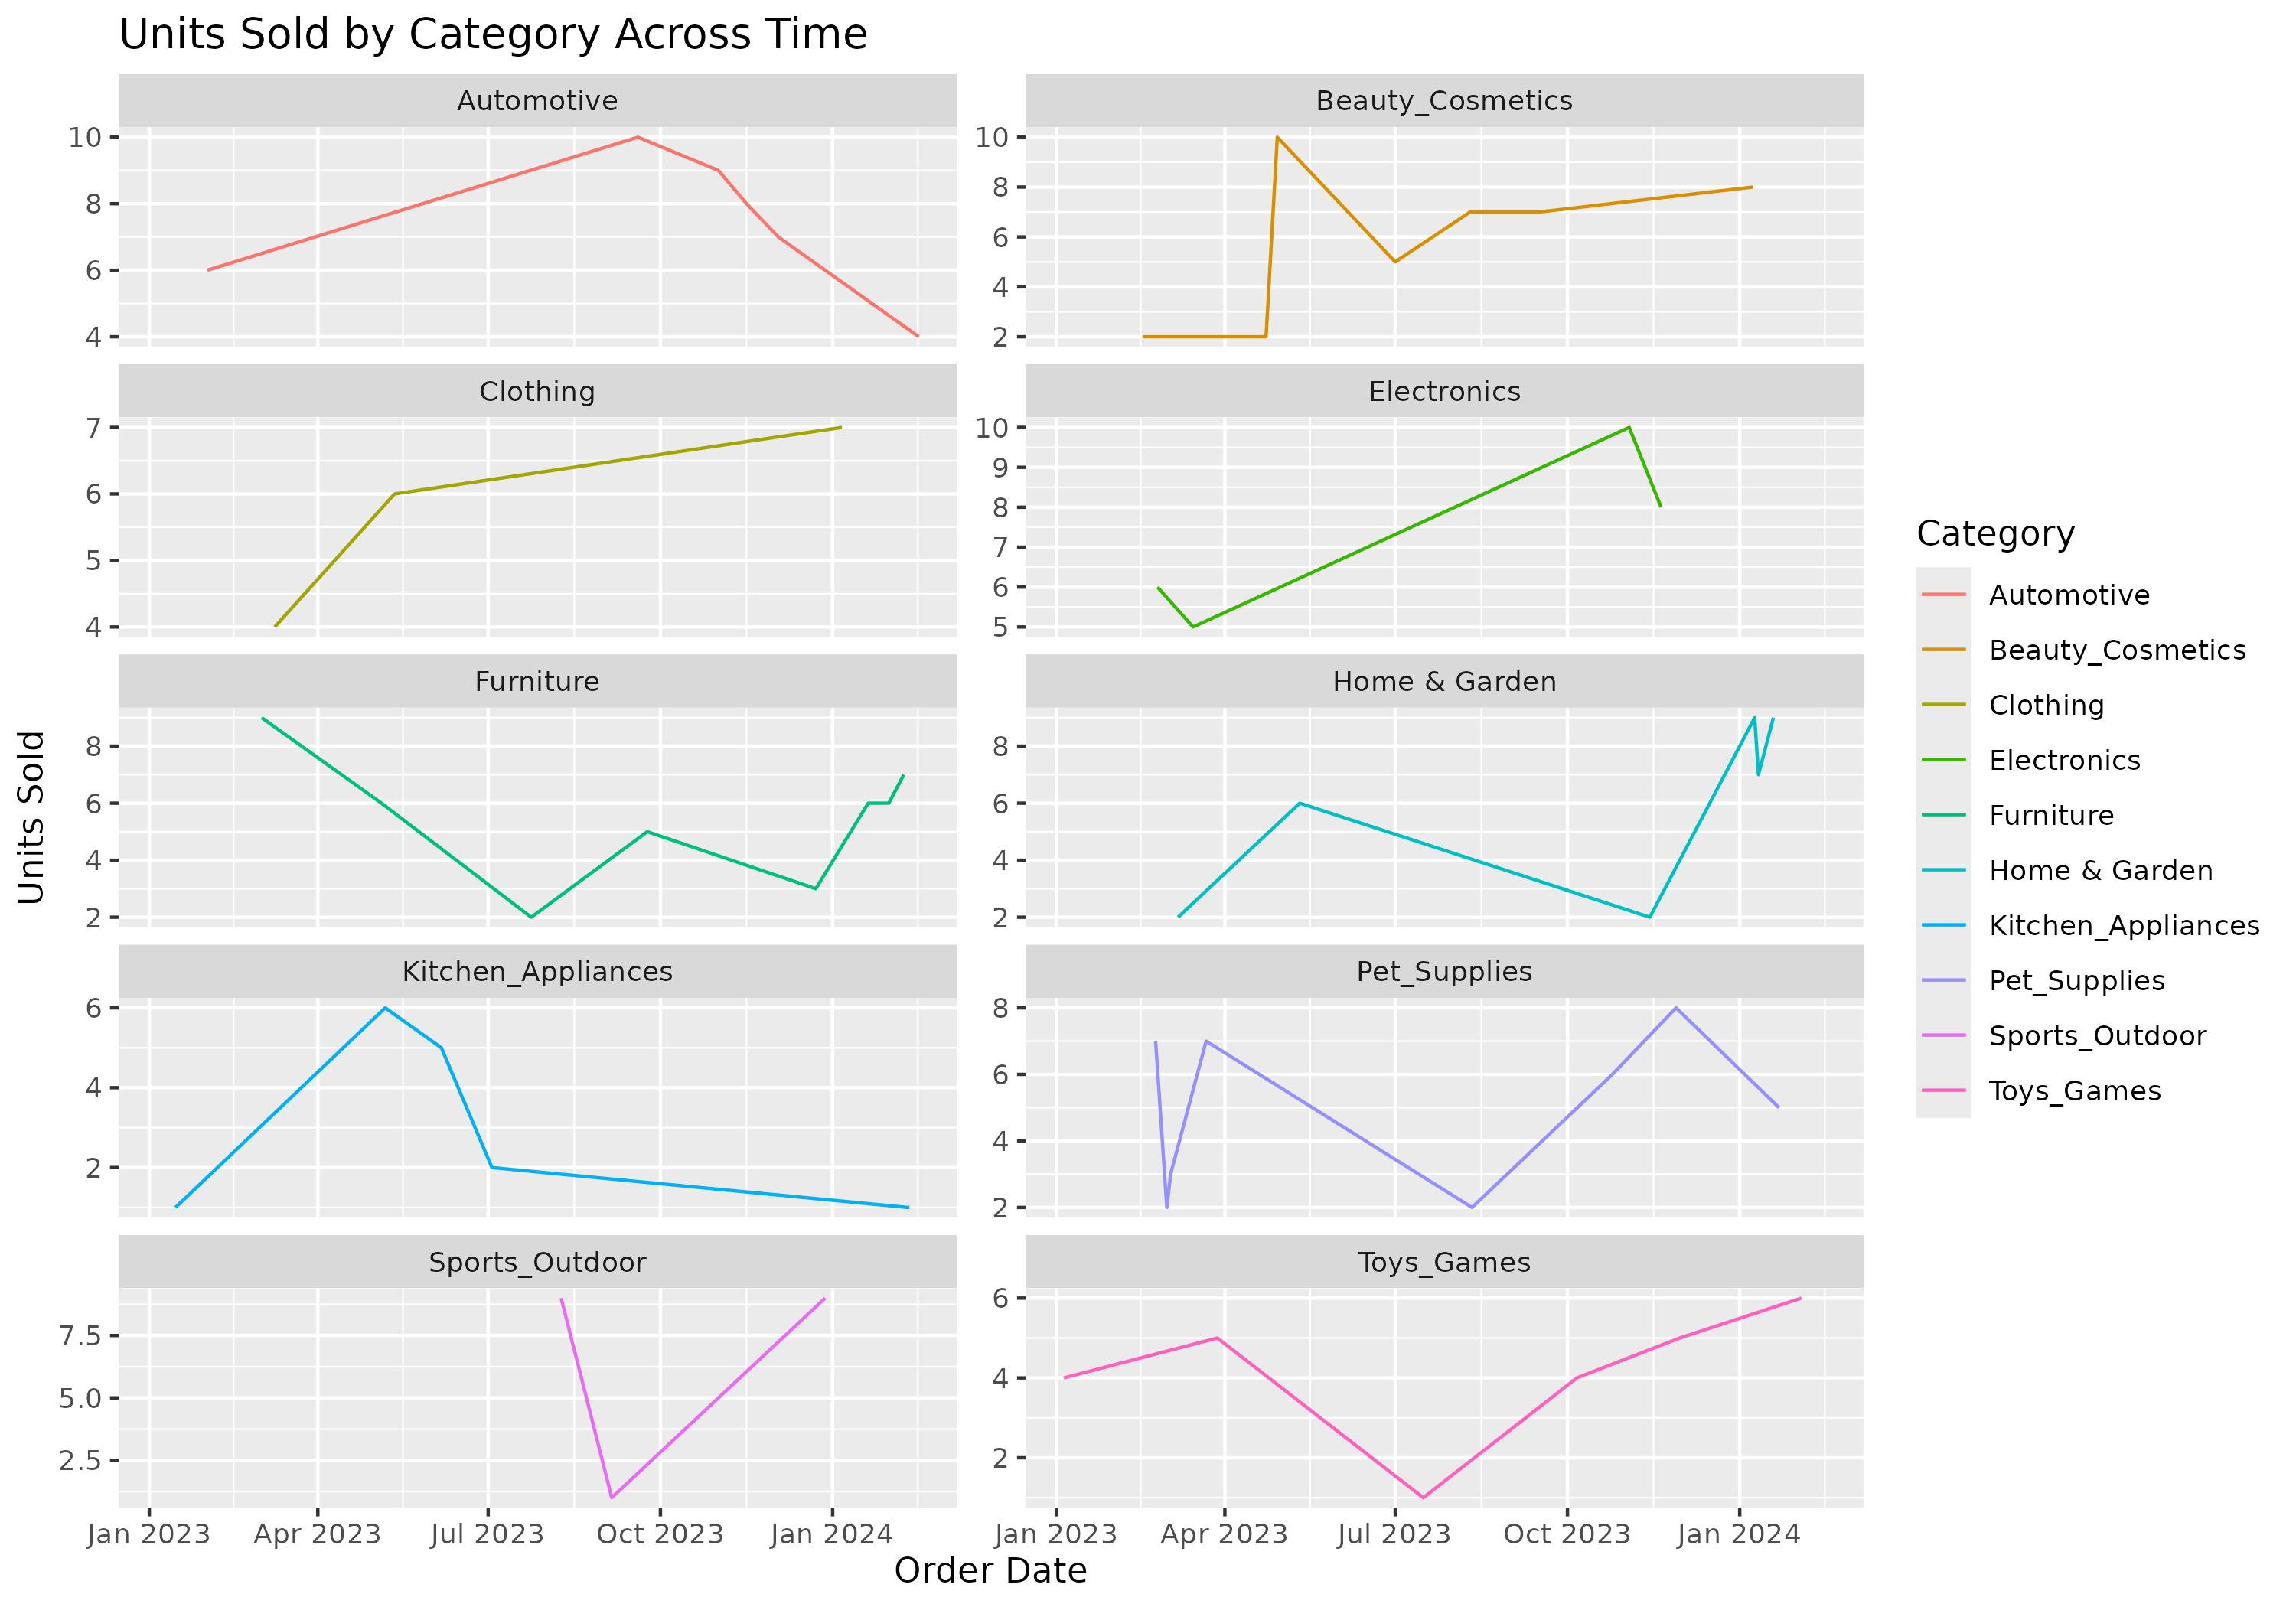 Units Sold by Category Across Time
Automotive
10
8
6
4
Beauty_Cosmetics
10
8
6
4
2
Clothing
7
6
5
4
Electronics
10
9
8
7
6
5
Furniture
8
6
4
2
Home & Garden
8
6
4
2
Kitchen_Appliances
6
4
2
Pet_Supplies
8
6
4
2
Sports_Outdoor
7.5
5.0
2.5
Toys_Games
6
4
2
Jan 2023 Apr 2023 Jul 2023 Oct 2023 Jan 2024
Jan 2023 Apr 2023 Jul 2023 Oct 2023 Jan 2024
Order Date
Units Sold
Category
Automotive
Beauty_Cosmetics
Clothing
Electronics
Furniture
Home & Garden
Kitchen_Appliances
Pet_Supplies
Sports_Outdoor
Toys_Games